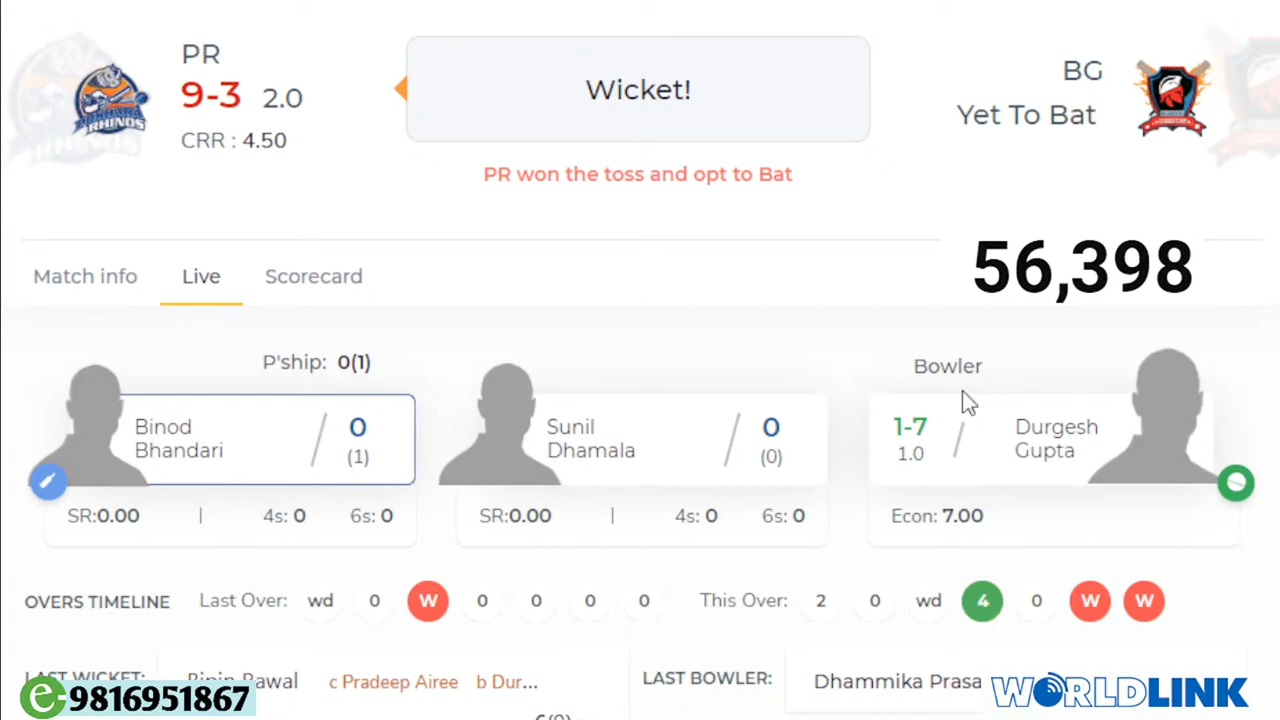 PR
9-3 2.0
CRR : 4.50
Wicket!
PR won the toss and opt to Bat
BG
Yet To Bat
RHINOS
Match info Live Scorecard
56,398
P'ship: 0(1)
Binod
Bhandari
0
(1)
SR:0.00 | 4s: 0 6s: 0
Sunil
Dhamala
0
(0)
SR:0.00 | 4s: 0 6s: 0
Bowler
1-7
1.0
Durgesh
Gupta
Econ: 7.00
OVERS TIMELINE Last Over: wd 0 W 0 0 0 0 This Over: 2 0 wd 4 0 W W
LAST WICKET: Bipin Rawal c Pradeep Airee b Dur... LAST BOWLER: Dhammika Prasa
e-9816951867
WORLDLINK